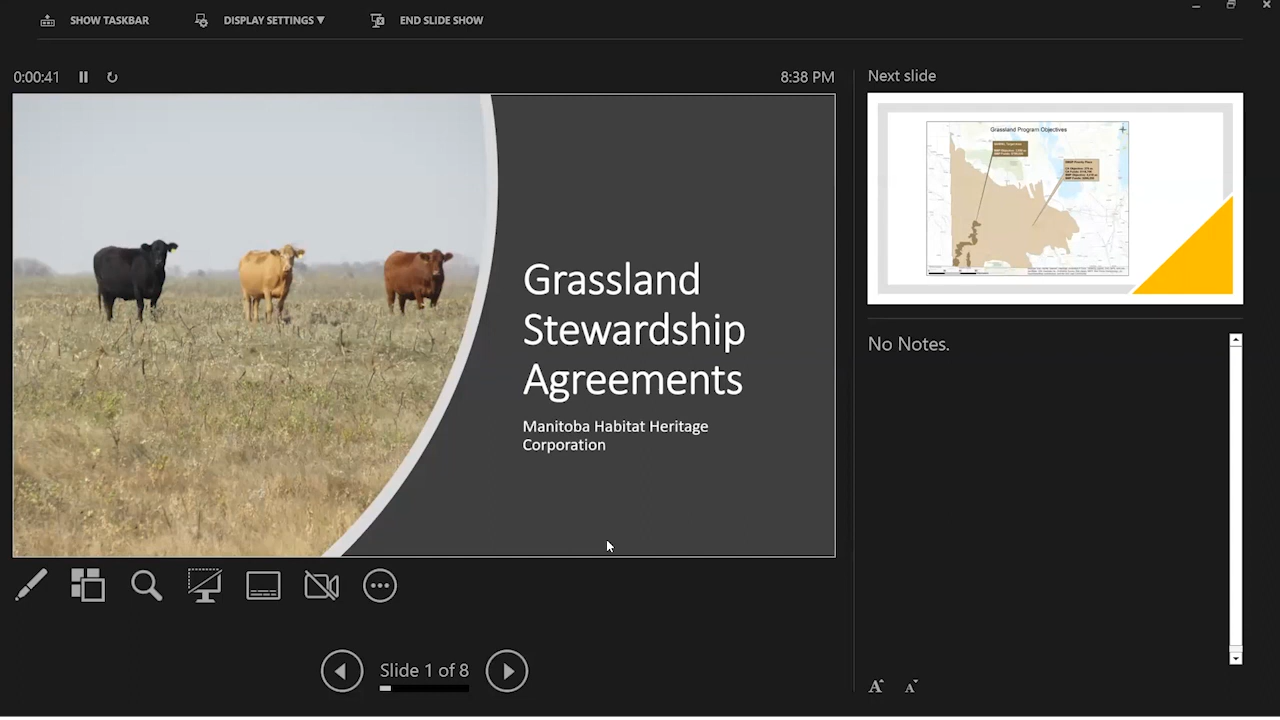 SHOW TASKBAR
DISPLAY SETTINGS ▼
END SLIDE SHOW
0:00:41
8:38 PM
Grassland
Stewardship
Agreements
Manitoba Habitat Heritage
Corporation
Slide 1 of 8
Next slide
Grassland Program Objectives
No Notes.
A
A